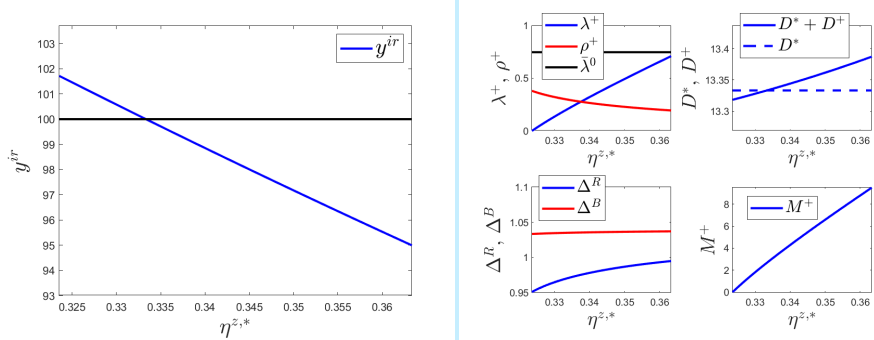 103
102
101
100
99
98
97
96
95
94
93
0.325 0.33 0.335 0.34 0.345 0.35 0.355 0.36
y^{ir}
η^{z,*}
y^{ir}
1
0.5
0
0.33 0.34 0.35 0.36
λ^+, ρ^+
η^{z,*}
λ^+
ρ^+
λ̄^0
13.4
13.35
13.3
0.33 0.34 0.35 0.36
D^*, D^+
η^{z,*}
D^* + D^+
D^*
1.1
1.05
1
0.95
0.33 0.34 0.35 0.36
Δ^R, Δ^B
η^{z,*}
Δ^R
Δ^B
8
6
4
2
0
0.33 0.34 0.35 0.36
M^+
η^{z,*}
M^+